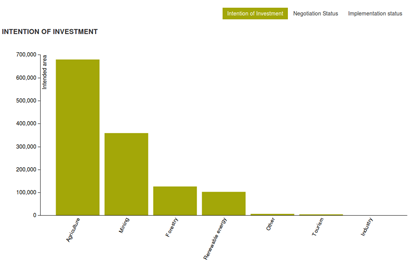 Intention of Investment Negotiation Status Implementation status
INTENTION OF INVESTMENT
Intended area
700,000
600,000
500,000
400,000
300,000
200,000
100,000
0
Agriculture
Mining
Forestry
Renewable energy
Other
Tourism
Industry